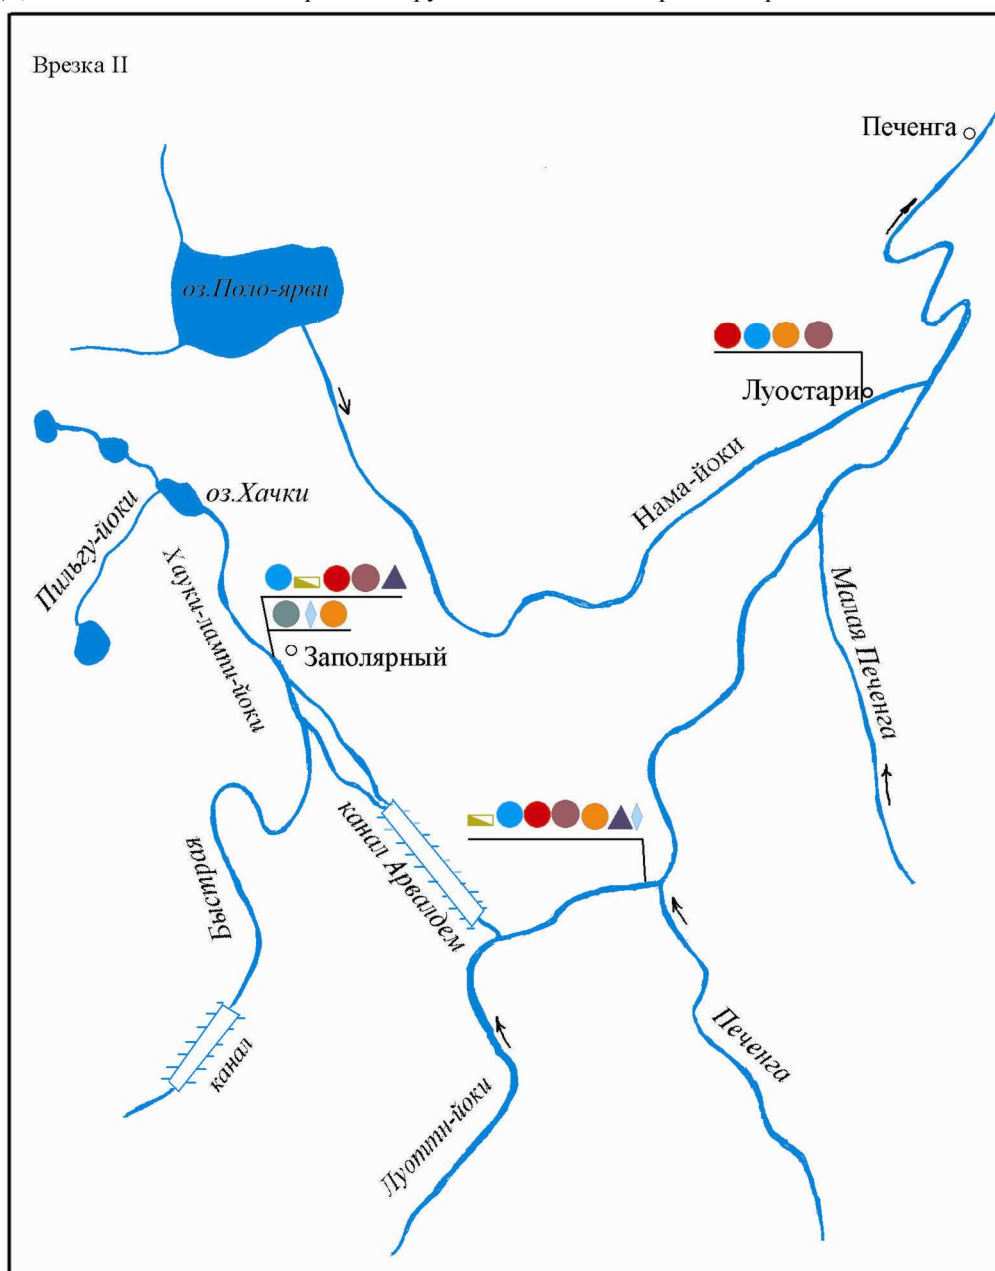 Врезка II
Печенга
оз.Поло-ярви
Луостари
Нама-йоки
оз.Хачки
Пильгу-йоки
Хауки-лампи-йоки
Заполярный
Малая Печенга
канал Арвалдем
Быстрая
канал
Луоттн-йоки
Печенга